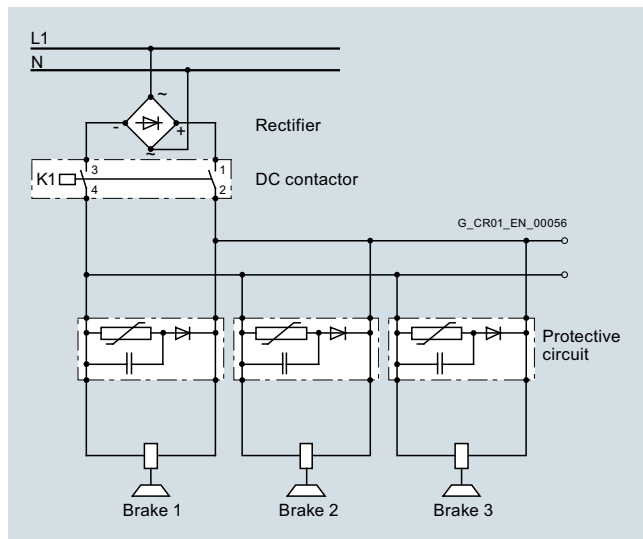 L1
N
~
- +
~
Rectifier
3 1
K1
4 2
DC contactor
G_CR01_EN_00056
Protective
circuit
Brake 1 Brake 2 Brake 3